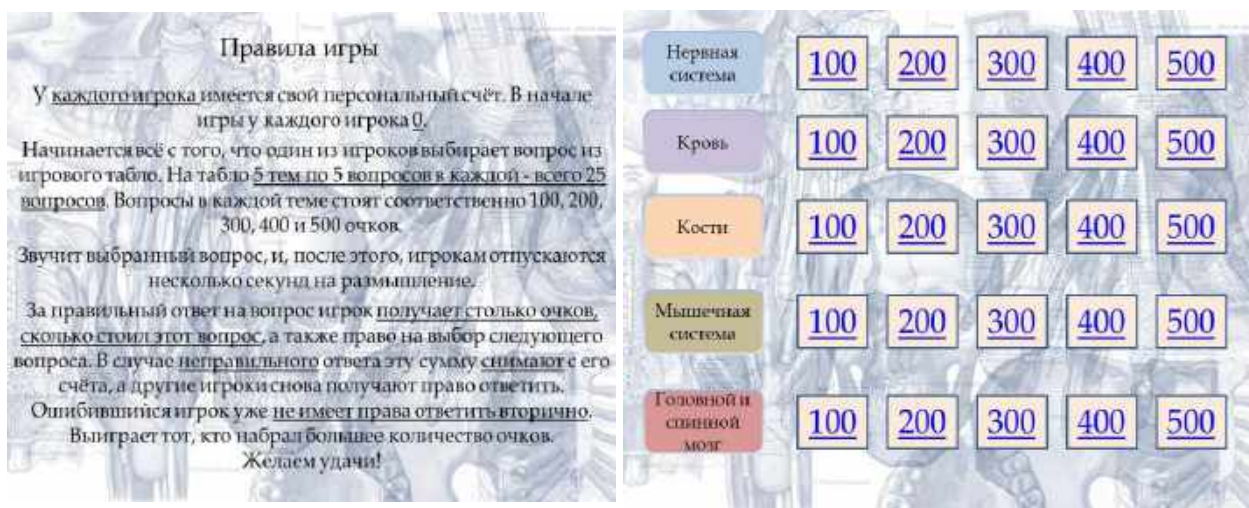 Правила игры
У каждого игрока имеется свой персональный счёт. В начале
игры у каждого игрока 0.
Начинается всё с того, что один из игроков выбирает вопрос из
игрового табло. На табло 5 тем по 5 вопросов в каждой - всего 25
вопросов. Вопросы в каждой теме стоят соответственно 100, 200,
300, 400 и 500 очков.
Звучит выбранный вопрос, и, после этого, игрокам отпускаются
несколько секунд на размышление.
За правильный ответ на вопрос игрок получает столько очков,
сколько стоил этот вопрос, а также право на выбор следующего
вопроса. В случае неправильного ответа эту сумму снимают с его
счёта, а другие игроки снова получают право ответить.
Ошибившийся игрок уже не имеет права ответить вторично.
Выиграет тот, кто набрал большее количество очков.
Желаем удачи!
Нервная
система
100 200 300 400 500
Кровь
100 200 300 400 500
Кости
100 200 300 400 500
Мышечная
система
100 200 300 400 500
Головной и
спинной
мозг
100 200 300 400 500